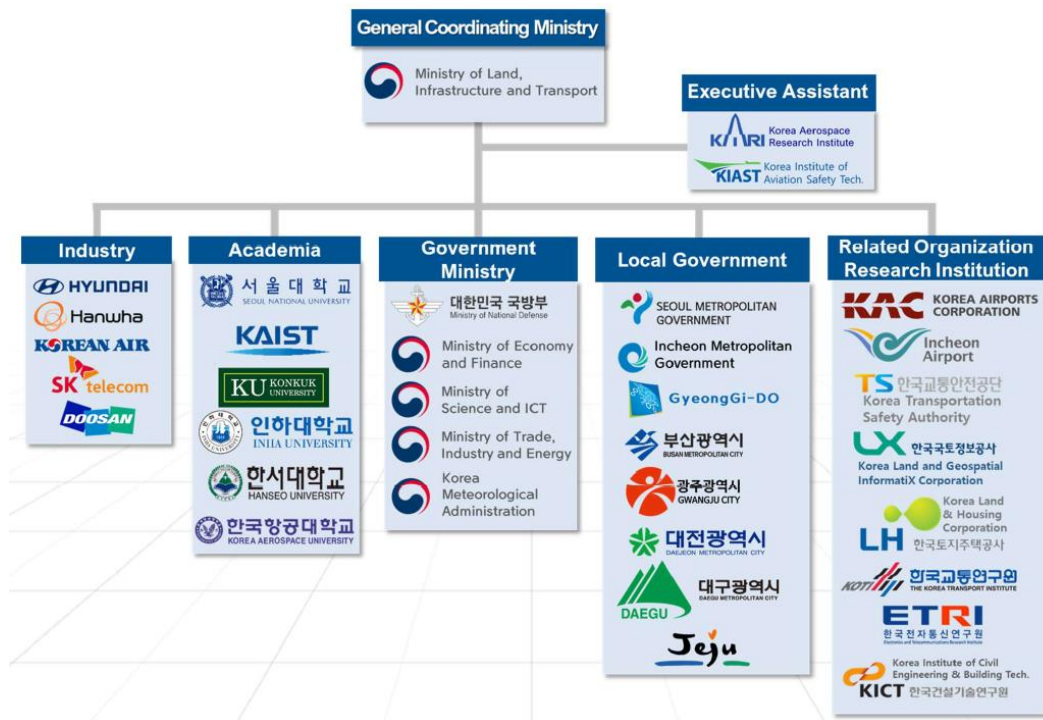 General Coordinating Ministry
Ministry of Land,
Infrastructure and Transport
Executive Assistant
KARI Korea Aerospace
Research Institute
KIAST Korea Institute of
Aviation Safety Tech.
Industry
HYUNDAI
Hanwha
KOREAN AIR
SK telecom
DOOSAN
Academia
서울대학교
SEOUL NATIONAL UNIVERSITY
KAIST
KU KONKUK
UNIVERSITY
인하대학교
INHA UNIVERSITY
한서대학교
HANSEO UNIVERSITY
한국항공대학교
KOREA AEROSPACE UNIVERSITY
Government
Ministry
대한민국 국방부
Ministry of National Defense
Ministry of Economy
and Finance
Ministry of
Science and ICT
Ministry of Trade,
Industry and Energy
Korea
Meteorological
Administration
Local Government
SEOUL METROPOLITAN
GOVERNMENT
Incheon Metropolitan
Government
GyeongGi-DO
부산광역시
BUSAN METROPOLITAN CITY
광주광역시
GWANGJU CITY
대전광역시
DAEJEON METROPOLITAN CITY
대구광역시
DAEGU METROPOLITAN CITY
DAEGU
Jeju
Related Organization
Research Institution
KAC KOREA AIRPORTS
CORPORATION
Incheon
Airport
TS 한국교통안전공단
Korea Transportation
Safety Authority
LX 한국국토정보공사
Korea Land and Geospatial
InformatiX Corporation
Korea Land
& Housing
Corporation
LH 한국토지주택공사
KOTI 한국교통연구원
THE KOREA TRANSPORT INSTITUTE
ETRI
한국전자통신연구원
Electronics and Telecommunications Research Institute
Korea Institute of Civil
Engineering & Building Tech.
KICT 한국건설기술연구원